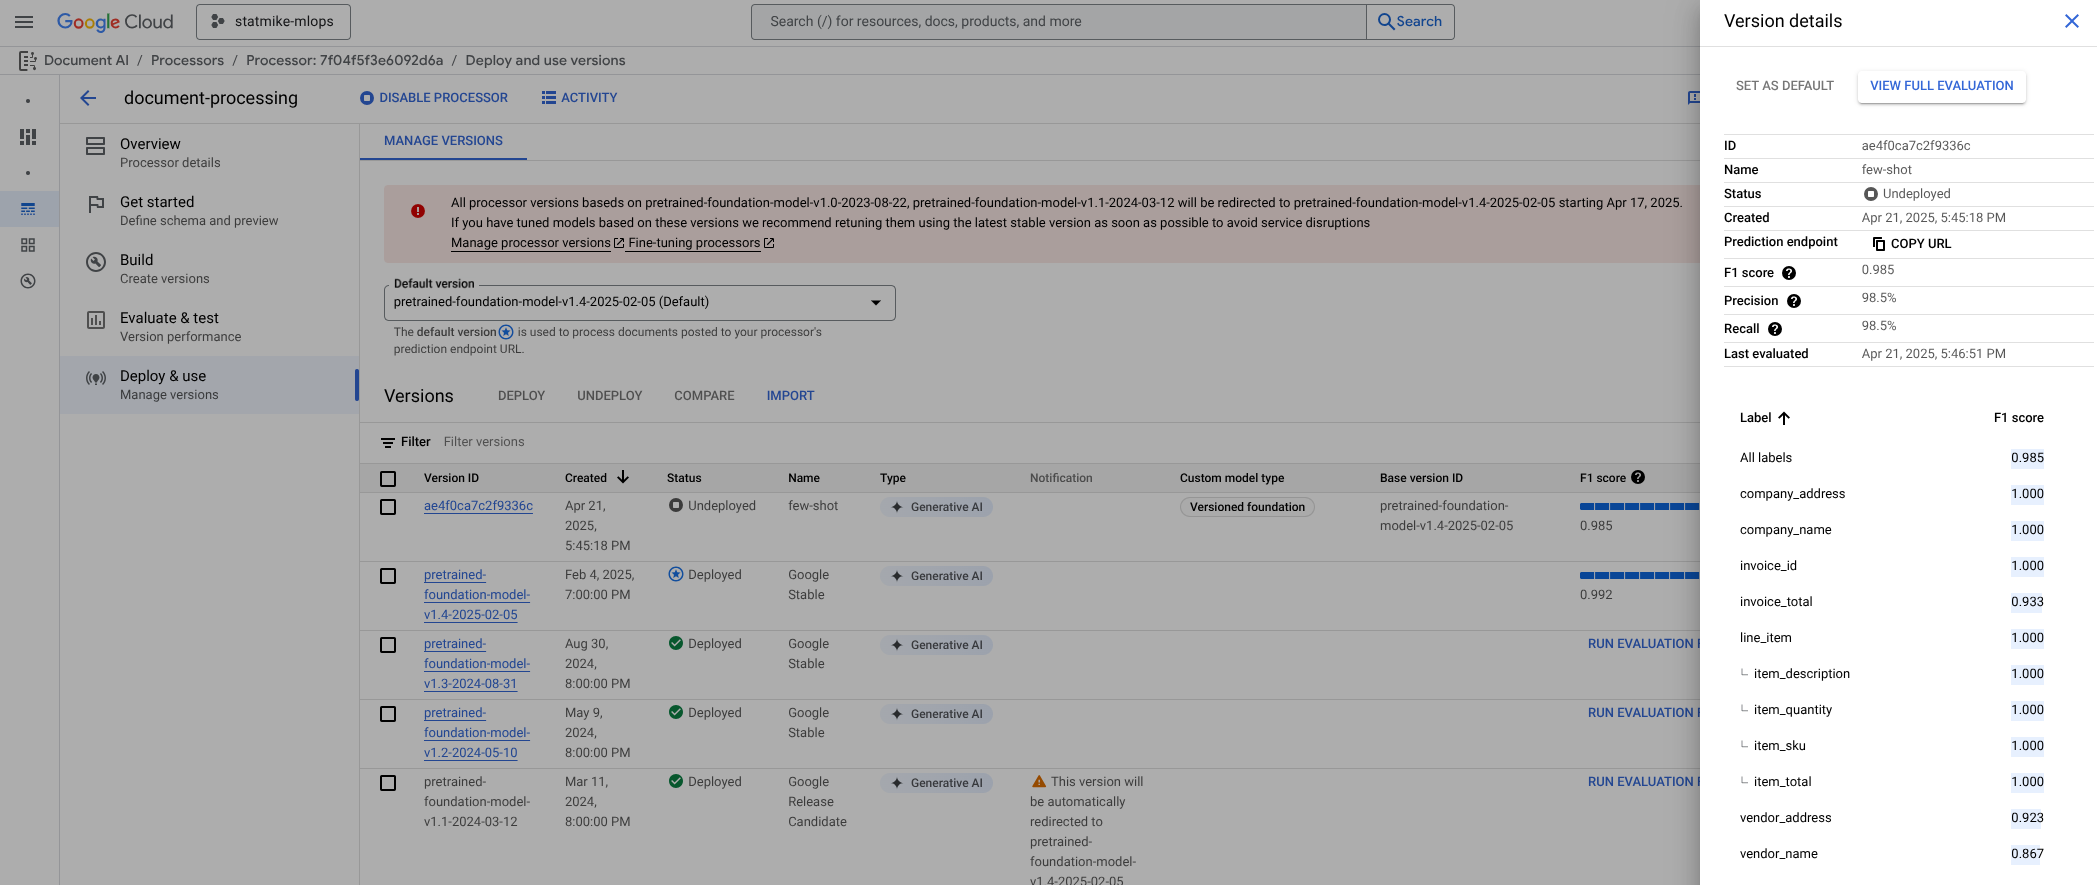 Google Cloud
statmike-mlops
Search (/) for resources, docs, products, and more
Search
Document AI / Processors / Processor: 7f04f5f3e6092d6a / Deploy and use versions
document-processing
DISABLE PROCESSOR
ACTIVITY
Overview
Processor details
Get started
Define schema and preview
Build
Create versions
Evaluate & test
Version performance
Deploy & use
Manage versions
MANAGE VERSIONS
All processor versions baseds on pretrained-foundation-model-v1.0-2023-08-22, pretrained-foundation-model-v1.1-2024-03-12 will be redirected to pretrained-foundation-model-v1.4-2025-02-05 starting Apr 17, 2025.
If you have tuned models based on these versions we recommend retuning them using the latest stable version as soon as possible to avoid service disruptions
Manage processor versions Fine-tuning processors
Default version
pretrained-foundation-model-v1.4-2025-02-05 (Default)
The default version is used to process documents posted to your processor's
prediction endpoint URL.
Versions DEPLOY UNDEPLOY COMPARE IMPORT
Filter Filter versions
Version ID Created Status Name Type Notification Custom model type Base version ID F1 score
ae4f0ca7c2f9336c Apr 21, Undeployed few-shot Generative AI Versioned foundation pretrained-foundation-
2025, model-v1.4-2025-02-05 0.985
5:45:18 PM
pretrained- Feb 4, 2025, Deployed Google Generative AI
foundation-model- 7:00:00 PM Stable 0.992
v1.4-2025-02-05
pretrained- Aug 30, Deployed Google Generative AI RUN EVALUATION
foundation-model- 2024, Stable
v1.3-2024-08-31 8:00:00 PM
pretrained- May 9, Deployed Google Generative AI RUN EVALUATION
foundation-model- 2024, Stable
v1.2-2024-05-10 8:00:00 PM
pretrained- Mar 11, Deployed Google Generative AI This version will RUN EVALUATION
foundation-model- 2024, Release be automatically
v1.1-2024-03-12 8:00:00 PM Candidate redirected to
pretrained-
foundation-model-
v1.4-2025-02-05
Version details
SET AS DEFAULT
VIEW FULL EVALUATION
ID ae4f0ca7c2f9336c
Name few-shot
Status Undeployed
Created Apr 21, 2025, 5:45:18 PM
Prediction endpoint COPY URL
F1 score 0.985
Precision 98.5%
Recall 98.5%
Last evaluated Apr 21, 2025, 5:46:51 PM
Label F1 score
All labels 0.985
company_address 1.000
company_name 1.000
invoice_id 1.000
invoice_total 0.933
line_item 1.000
item_description 1.000
item_quantity 1.000
item_sku 1.000
item_total 1.000
vendor_address 0.923
vendor_name 0.867